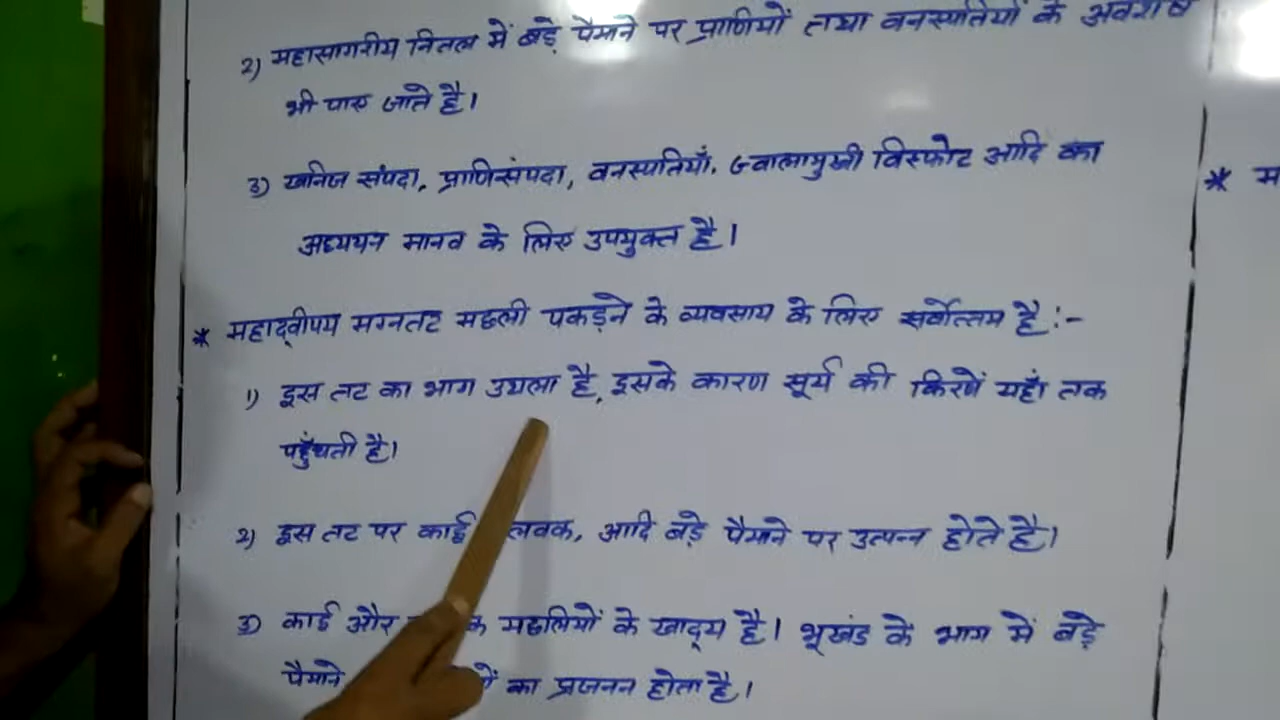 2) महासागरीय नितल में बड़े पैमाने पर प्राणियों तथा वनस्पतियों के अवशेष
भी पाए जाते है।
3) खनिज संपदा, प्राणिसंपदा, वनस्पतियाँ, ज्वालामुखी विस्फोट आदि का
अध्ययन मानव के लिए उपयुक्त है।
* महाद्वीपय मग्नतट मछली पकड़ने के व्यवसाय के लिए सर्वोत्तम है :-
1) इस तट का भाग उथला है, इसके कारण सूर्य की किरणें यहाँ तक
पहुँचती है।
2) इस तट पर काई लवक, आदि बड़े पैमाने पर उत्पन्न होते है।
3) काई और मछलियों के खाद्य है। भूखंड के भाग में बड़े
पैमाने का प्रजनन होता है।
*